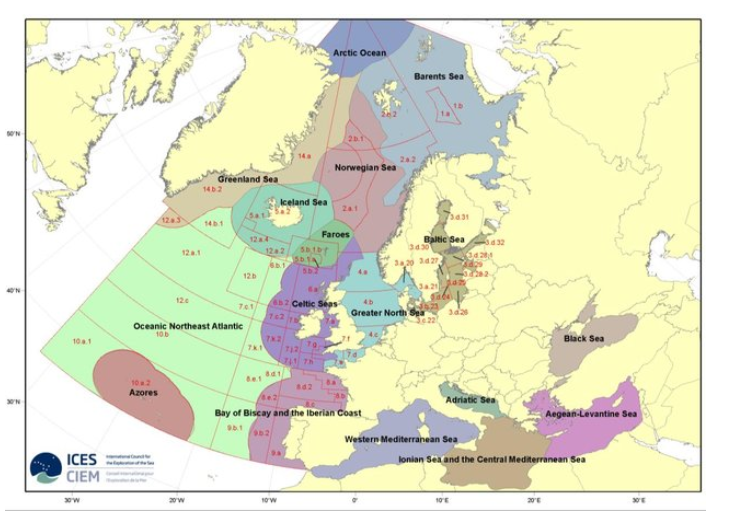 Arctic Ocean
Barents Sea
2.b.2
1.b
1.a
50°N
2.b.1
14.a
2.a.2
Norwegian Sea
Greenland Sea
14.b.2
Iceland Sea
5.a.2
5.a.1
2.a.1
12.a.3
14.b.1
3.d.31
Faroes
12.a.4
Baltic Sea
3.d.32
3.d.30
12.a.1
12.a.2
5.b.1.b
3.d.28.1
5.b.1
3.a.20
3.d.27
3.d.29
6.b.1
5.b.2
4.a
3.d.28.2
12.b
3.d.25
40°N
6.a
3.a.21
12.c
6.b.2
Celtic Seas
4.b
3.d.24
7.c.1
3.d.26
7.c.2
7.b
7.a
Greater North Sea
3.c.22
Oceanic Northeast Atlantic
10.b
4.c
7.k.2
7.g
7.f
Black Sea
10.a.1
7.k.1
7.j.2
7.d
7.j.1
7.h
8.d.1
8.e.1
8.a
10.a.2
8.d.2
Azores
8.e.2
8.b
30°N
Adriatic Sea
8.c
Bay of Biscay and the Iberian Coast
Aegean-Levantine Sea
9.b.1
9.b.2
Western Mediterranean Sea
9.a
Ionian Sea and the Central Mediterranean Sea
ICES
International Council for
the Exploration of the Sea
CIEM
Conseil International pour
l'Exploration de la Mer
30°W
20°W
10°W
0°
10°E
20°E
30°E